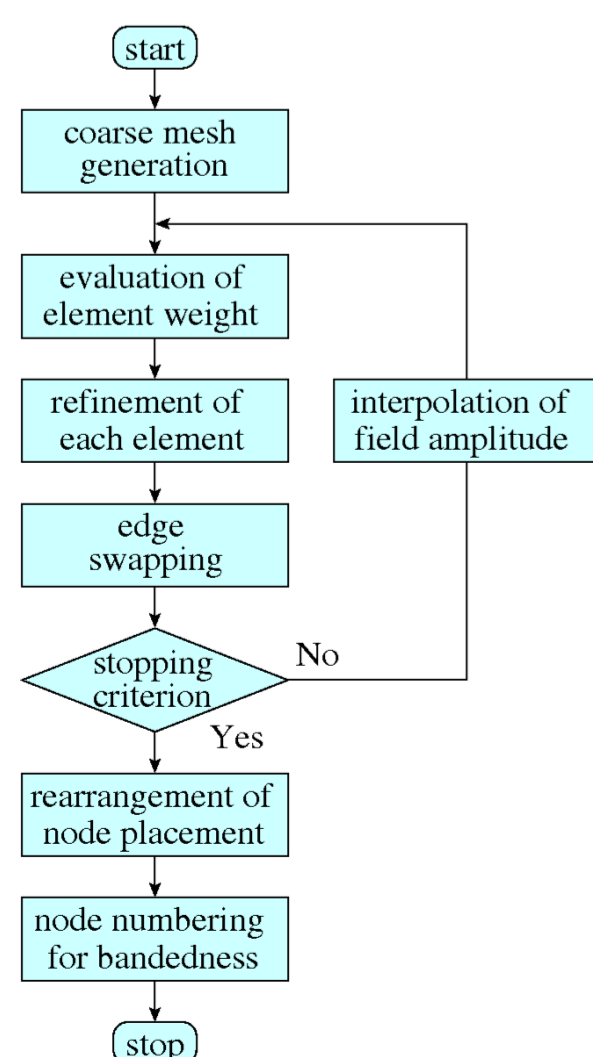 start
coarse mesh
generation
evaluation of
element weight
refinement of
each element
interpolation of
field amplitude
edge
swapping
stopping
criterion
No
Yes
rearrangement of
node placement
node numbering
for bandedness
stop